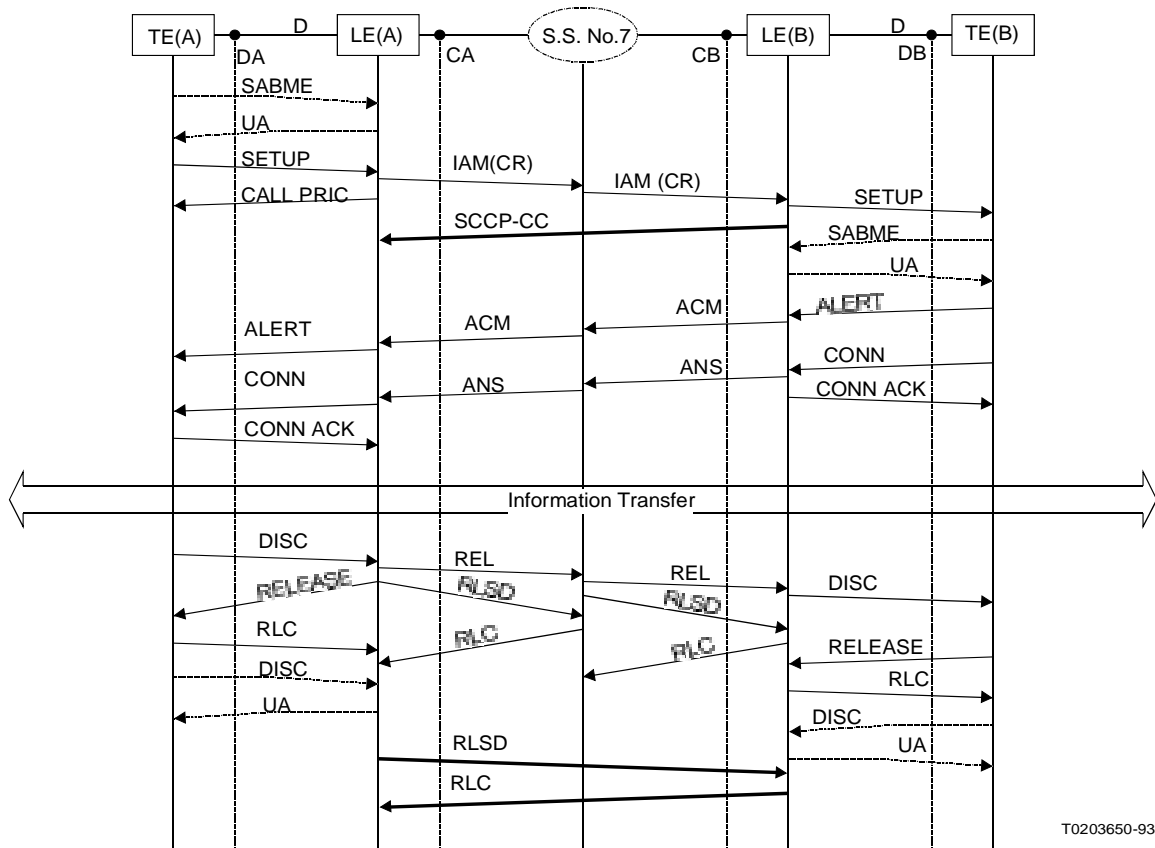 TE(A) D LE(A) S.S. No.7 LE(B) D TE(B)
DA CA CB DB
SABME
UA
SETUP IAM(CR) IAM (CR)
CALL PRIC SETUP
SCCP-CC SABME
UA
ALERT ACM ACM ALERT
CONN ANS ANS CONN
CONN ACK
CONN ACK
Information Transfer
DISC REL REL DISC
RELEASE RLSD RLSD
RLC RLC RLC RELEASE
DISC RLC
UA DISC
RLSD UA
RLC
T0203650-93